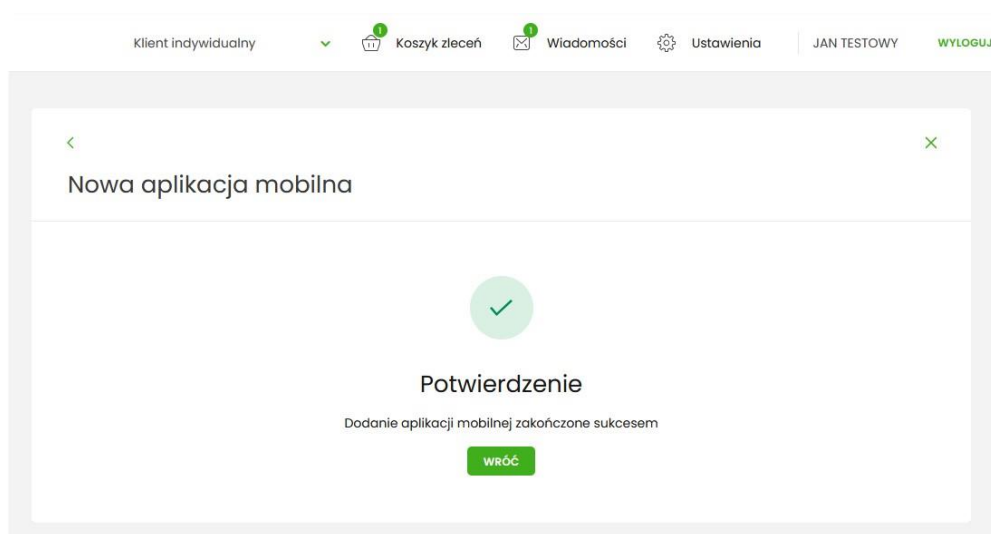 Klient indywidualny 1 Koszyk zleceń 1 Wiadomości Ustawienia JAN TESTOWY WYLOGUJ
Nowa aplikacja mobilna
Potwierdzenie
Dodanie aplikacji mobilnej zakończone sukcesem
WRÓĆ